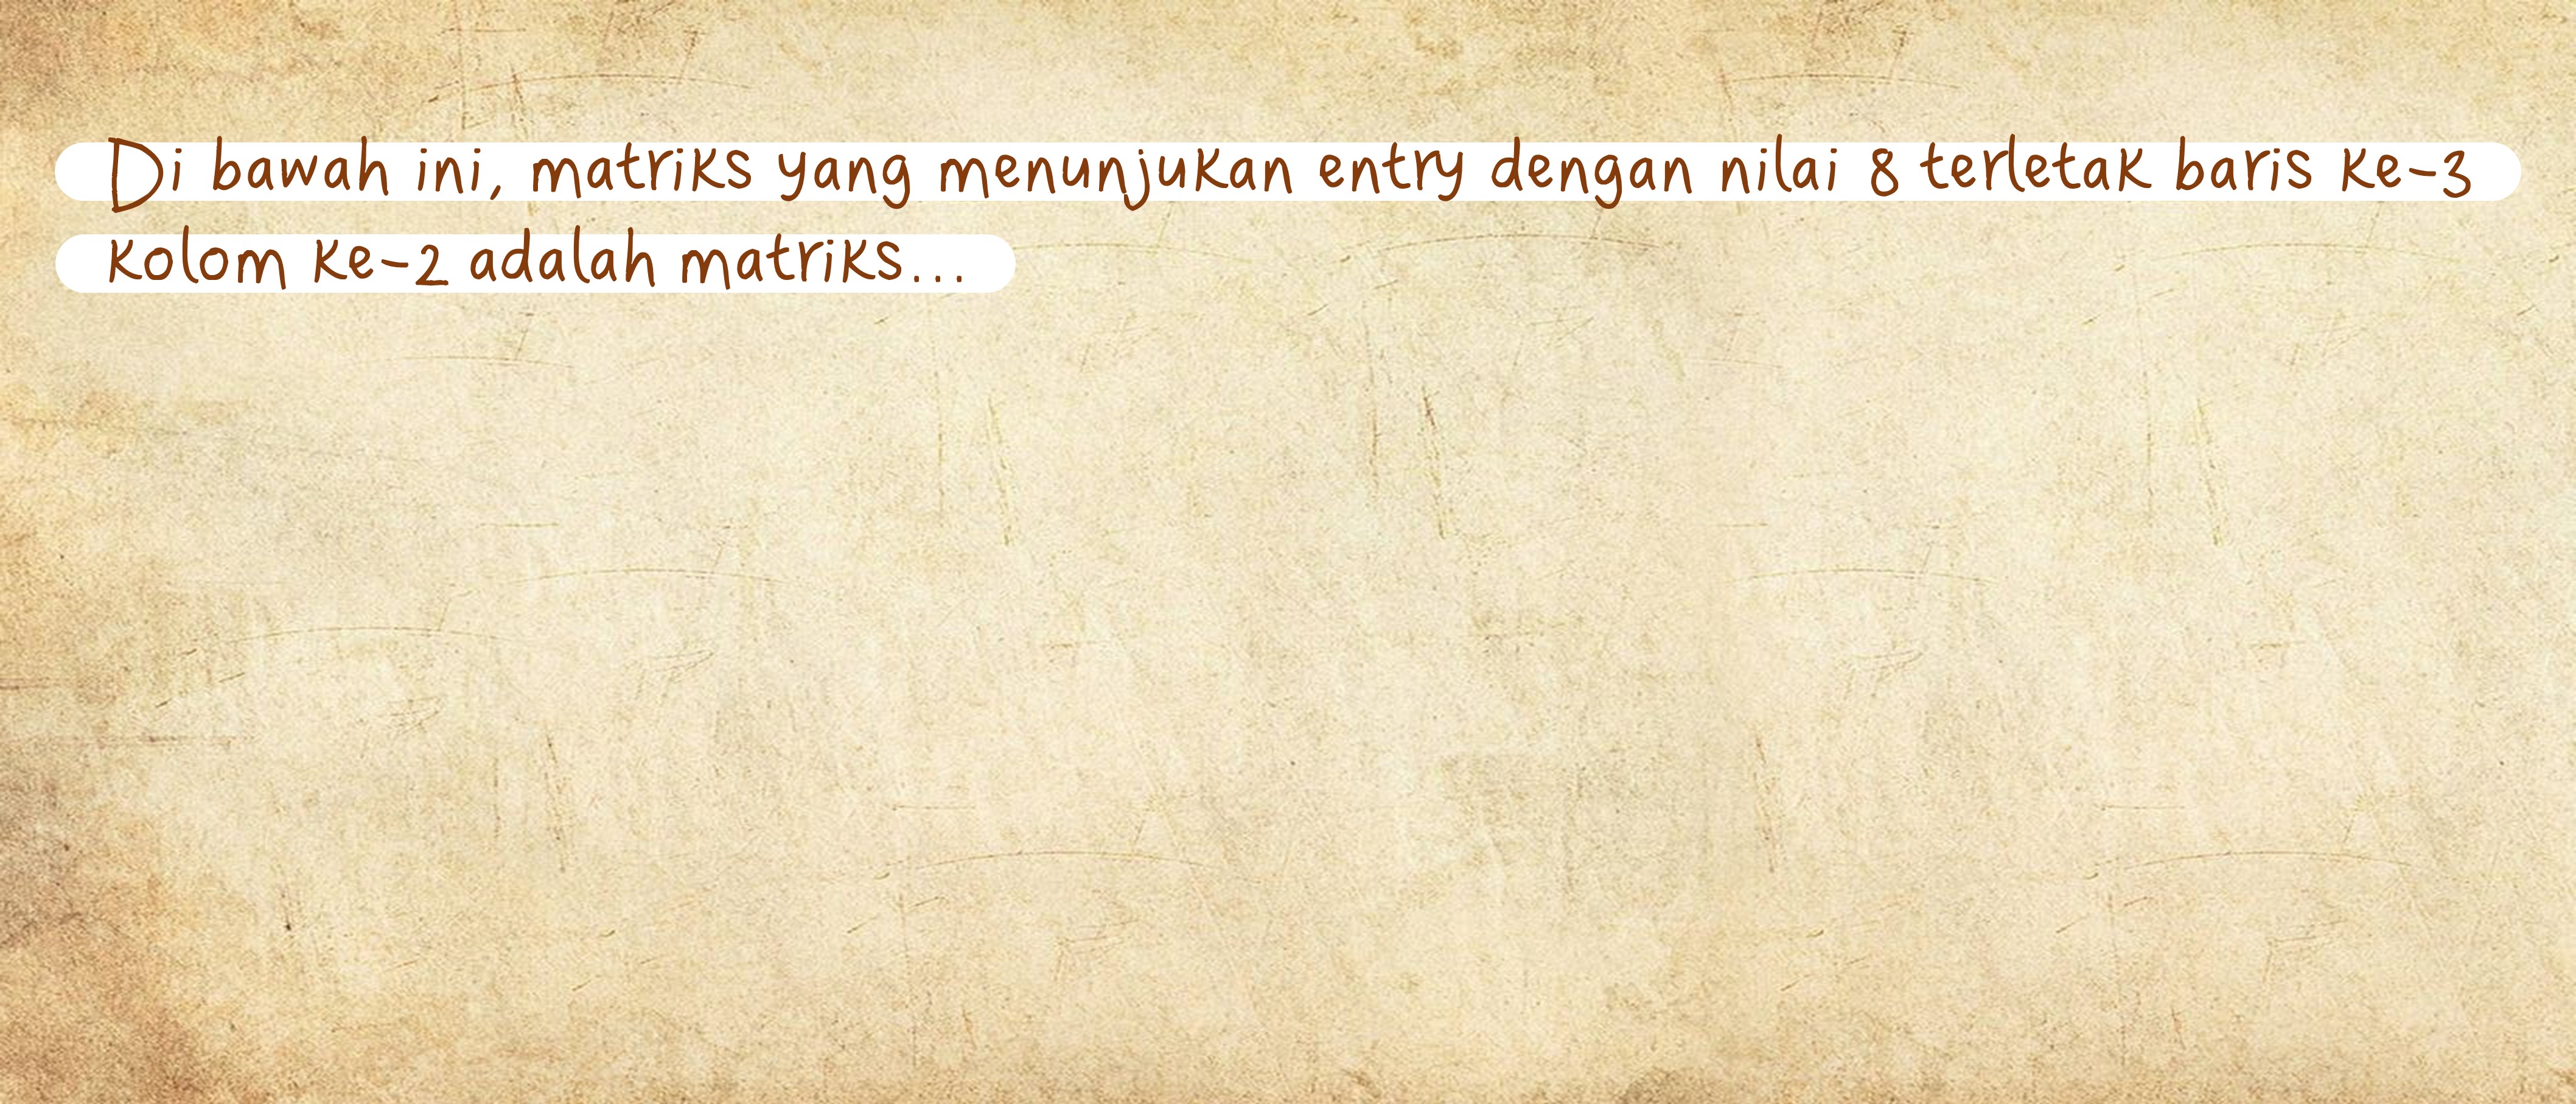 Di bawah ini, matriks yang menunjukan entry dengan nilai 8 terletak baris ke-3
kolom ke-2 adalah matriks...